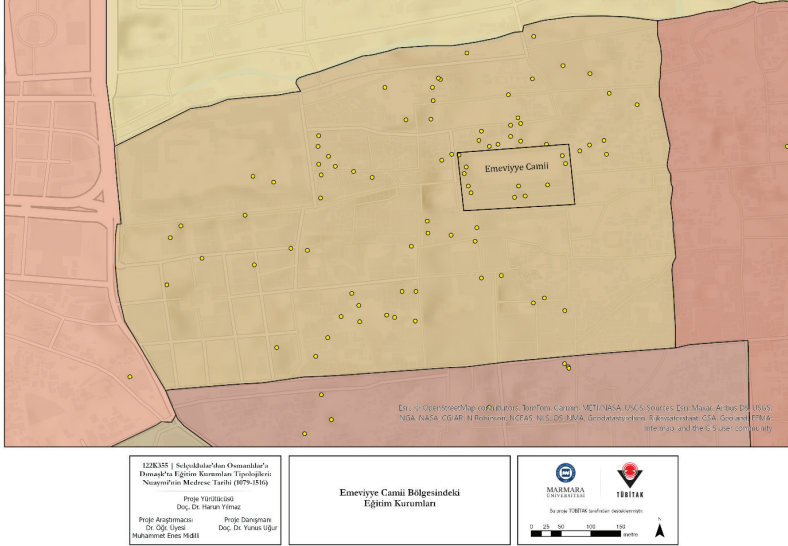 Emeviyye Camii
Esri, OpenStreetMap contributors, TomTom, Garmin, METI/NASA, USGS, Sources: Esri, Maxar, Airbus DS, USGS,
NGA, NASA, CGIAR, N Robinson, NCEAS, NLS, OS, NMA, Geodatastyrelsen, Rijkswaterstaat, GSA, Geoland, FEMA,
Intermap and the GIS user community
122K355 | Selçuklular'dan Osmanlılar'a
Dımaşk'ta Eğitim Kurumları Tipolojileri:
Nuaymî'nin Medrese Tarihi (1079-1516)
Proje Yürütücüsü
Doç. Dr. Harun Yılmaz
Proje Araştırmacısı
Dr. Öğr. Üyesi
Muhammet Enes Midilli
Proje Danışmanı
Doç. Dr. Yunus Uğur
Emeviyye Camii Bölgesindeki
Eğitim Kurumları
MARMARA
ÜNİVERSİTESİ
TÜBİTAK
Bu proje TÜBİTAK tarafından desteklenmiştir.
N
0 25 50 100 150
metre